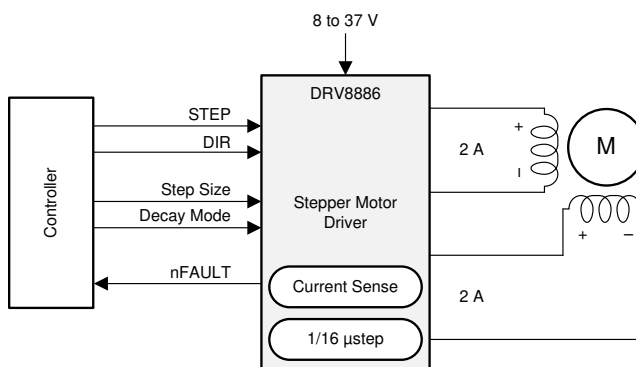 8 to 37 V
DRV8886
Controller
STEP
DIR
Step Size
Decay Mode
nFAULT
Stepper Motor
Driver
Current Sense
1/16 µstep
+
2 A
−
M
+ −
2 A